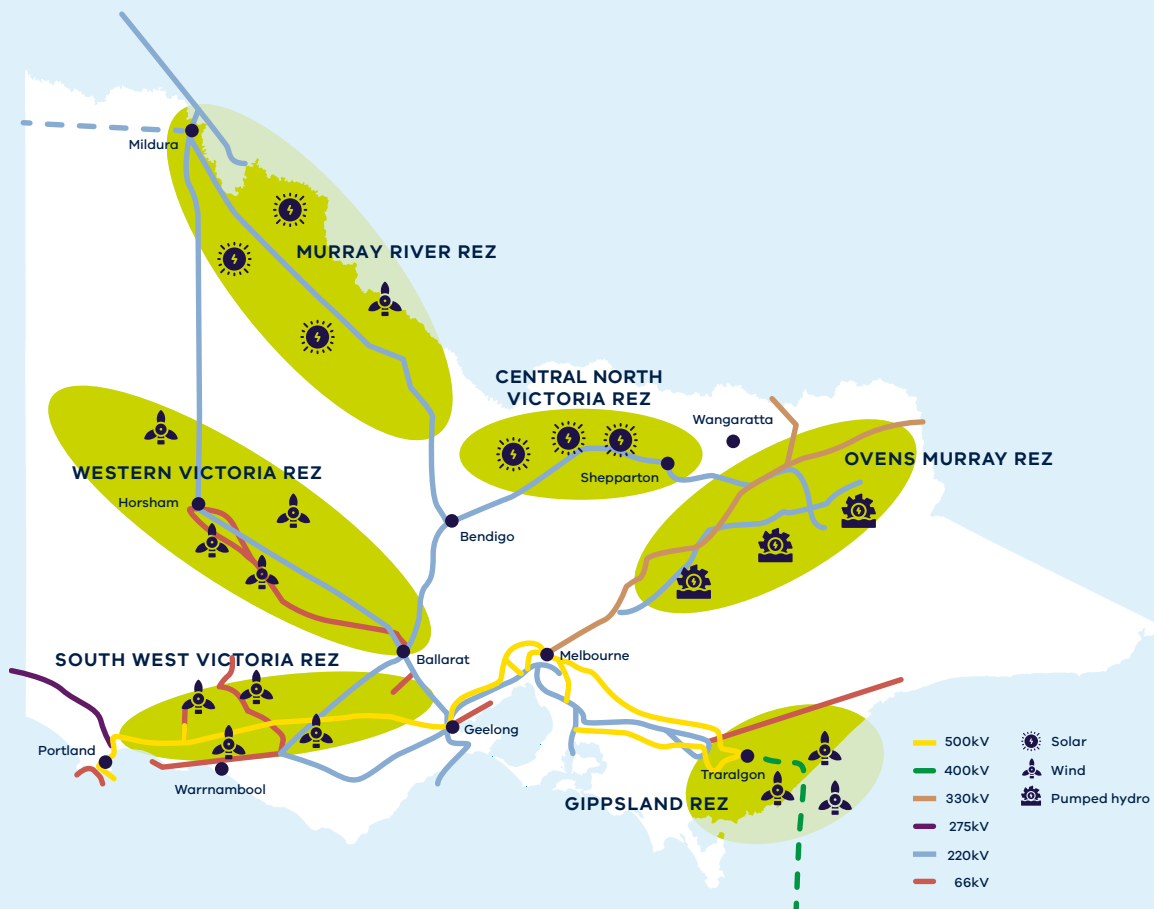 Mildura
MURRAY RIVER REZ
CENTRAL NORTH
VICTORIA REZ
Wangaratta
WESTERN VICTORIA REZ
OVENS MURRAY REZ
Shepparton
Horsham
Bendigo
SOUTH WEST VICTORIA REZ
Ballarat
Melbourne
Geelong
Portland
Warrnambool
Traralgon
GIPPSLAND REZ
500kV
400kV
330kV
275kV
220kV
66kV
Solar
Wind
Pumped hydro